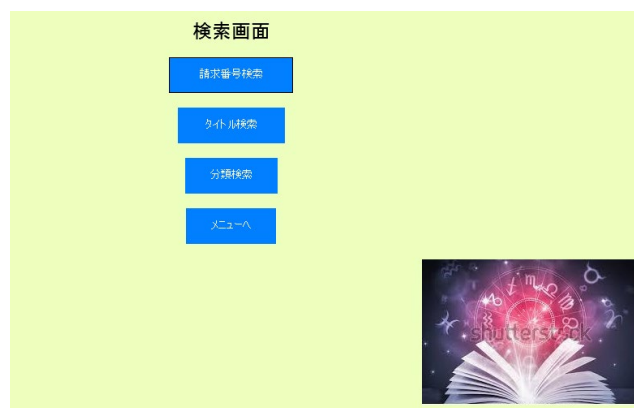 検索画面
請求番号検索
タイトル検索
分類検索
メニューへ
shutterstock